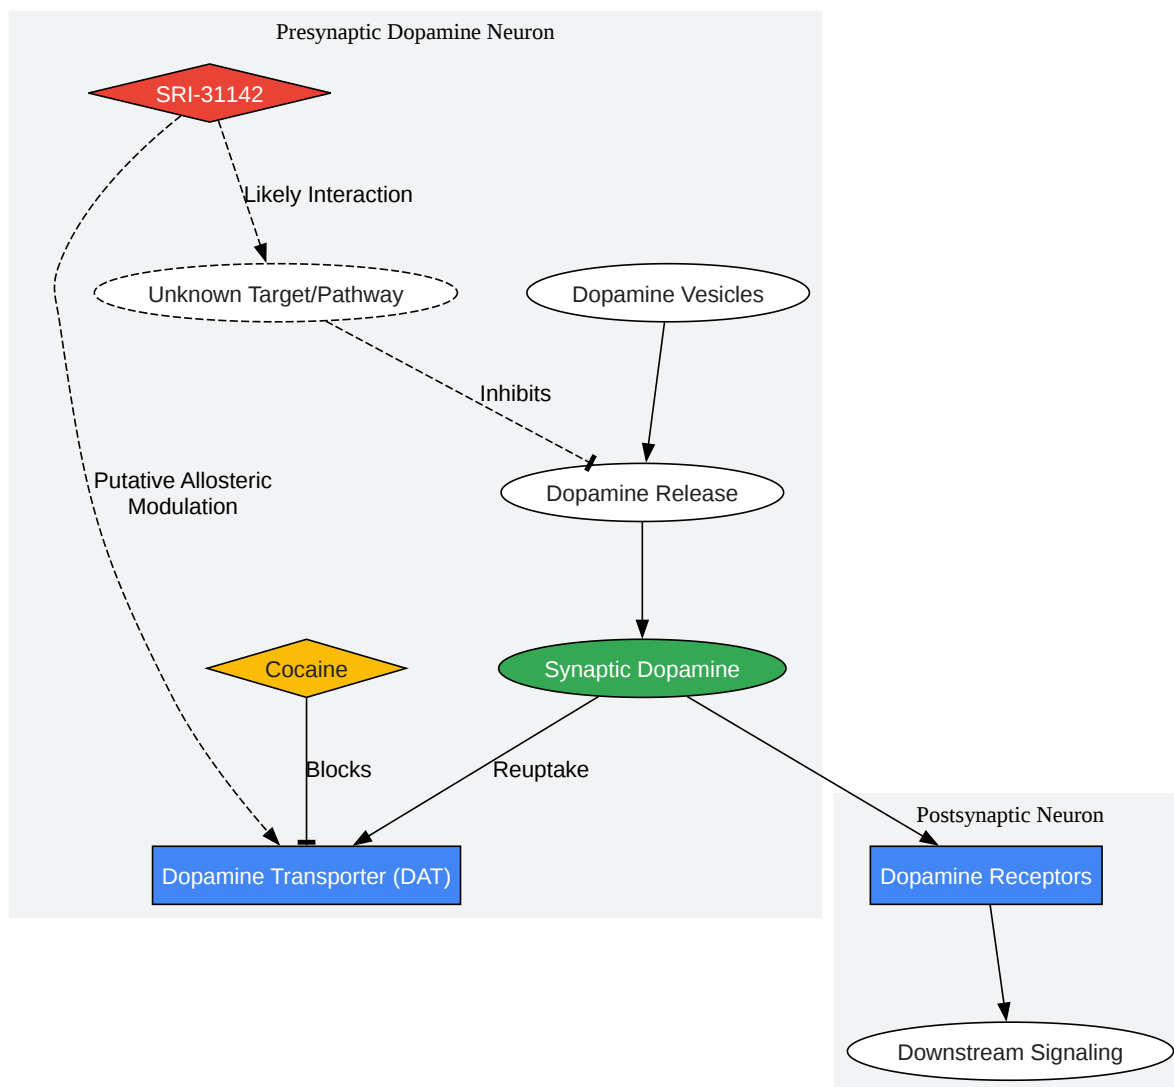 Presynaptic Dopamine Neuron
SRI-31142
Likely Interaction
Unknown Target/Pathway
Dopamine Vesicles
Inhibits
Putative Allosteric
Modulation
Dopamine Release
Cocaine
Synaptic Dopamine
Blocks
Reuptake
Postsynaptic Neuron
Dopamine Transporter (DAT)
Dopamine Receptors
Downstream Signaling